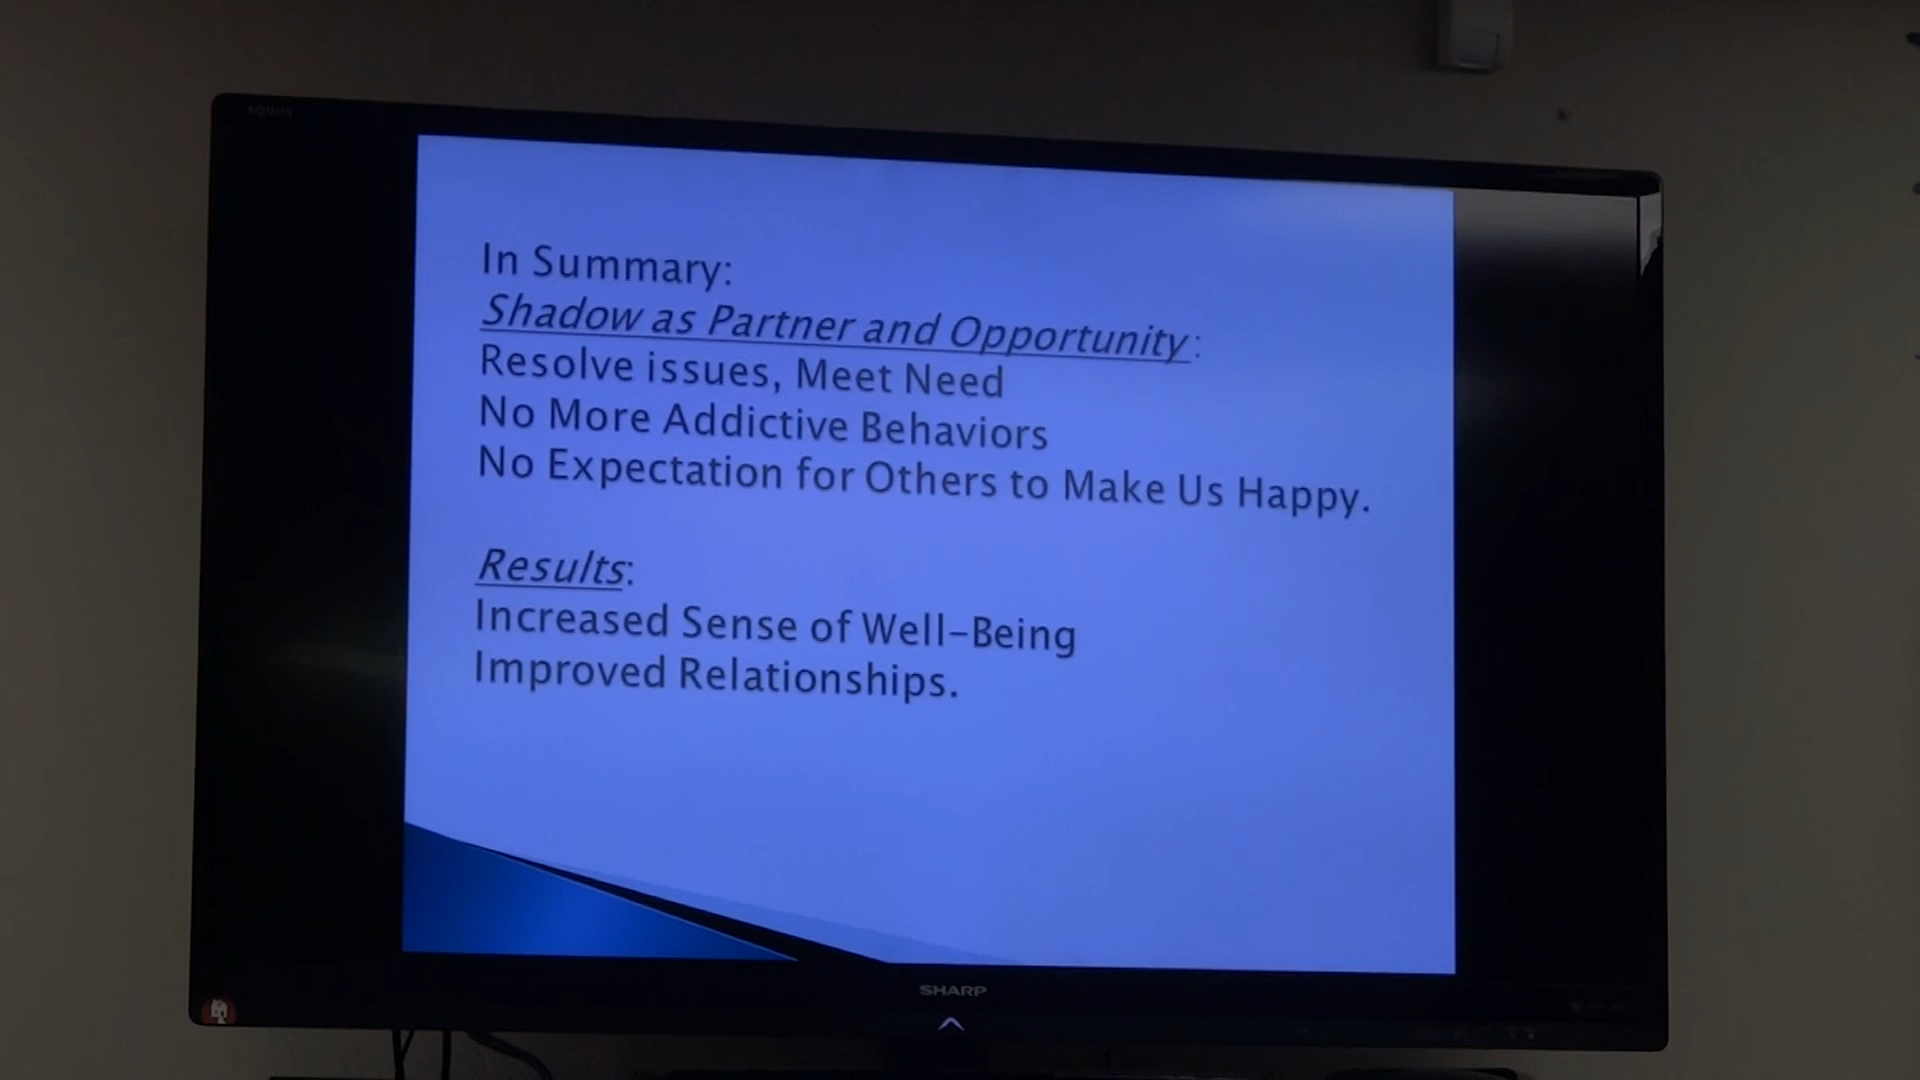 AQUOS
In Summary:
Shadow as Partner and Opportunity:
Resolve issues, Meet Need
No More Addictive Behaviors
No Expectation for Others to Make Us Happy.
Results:
Increased Sense of Well-Being
Improved Relationships.
SHARP